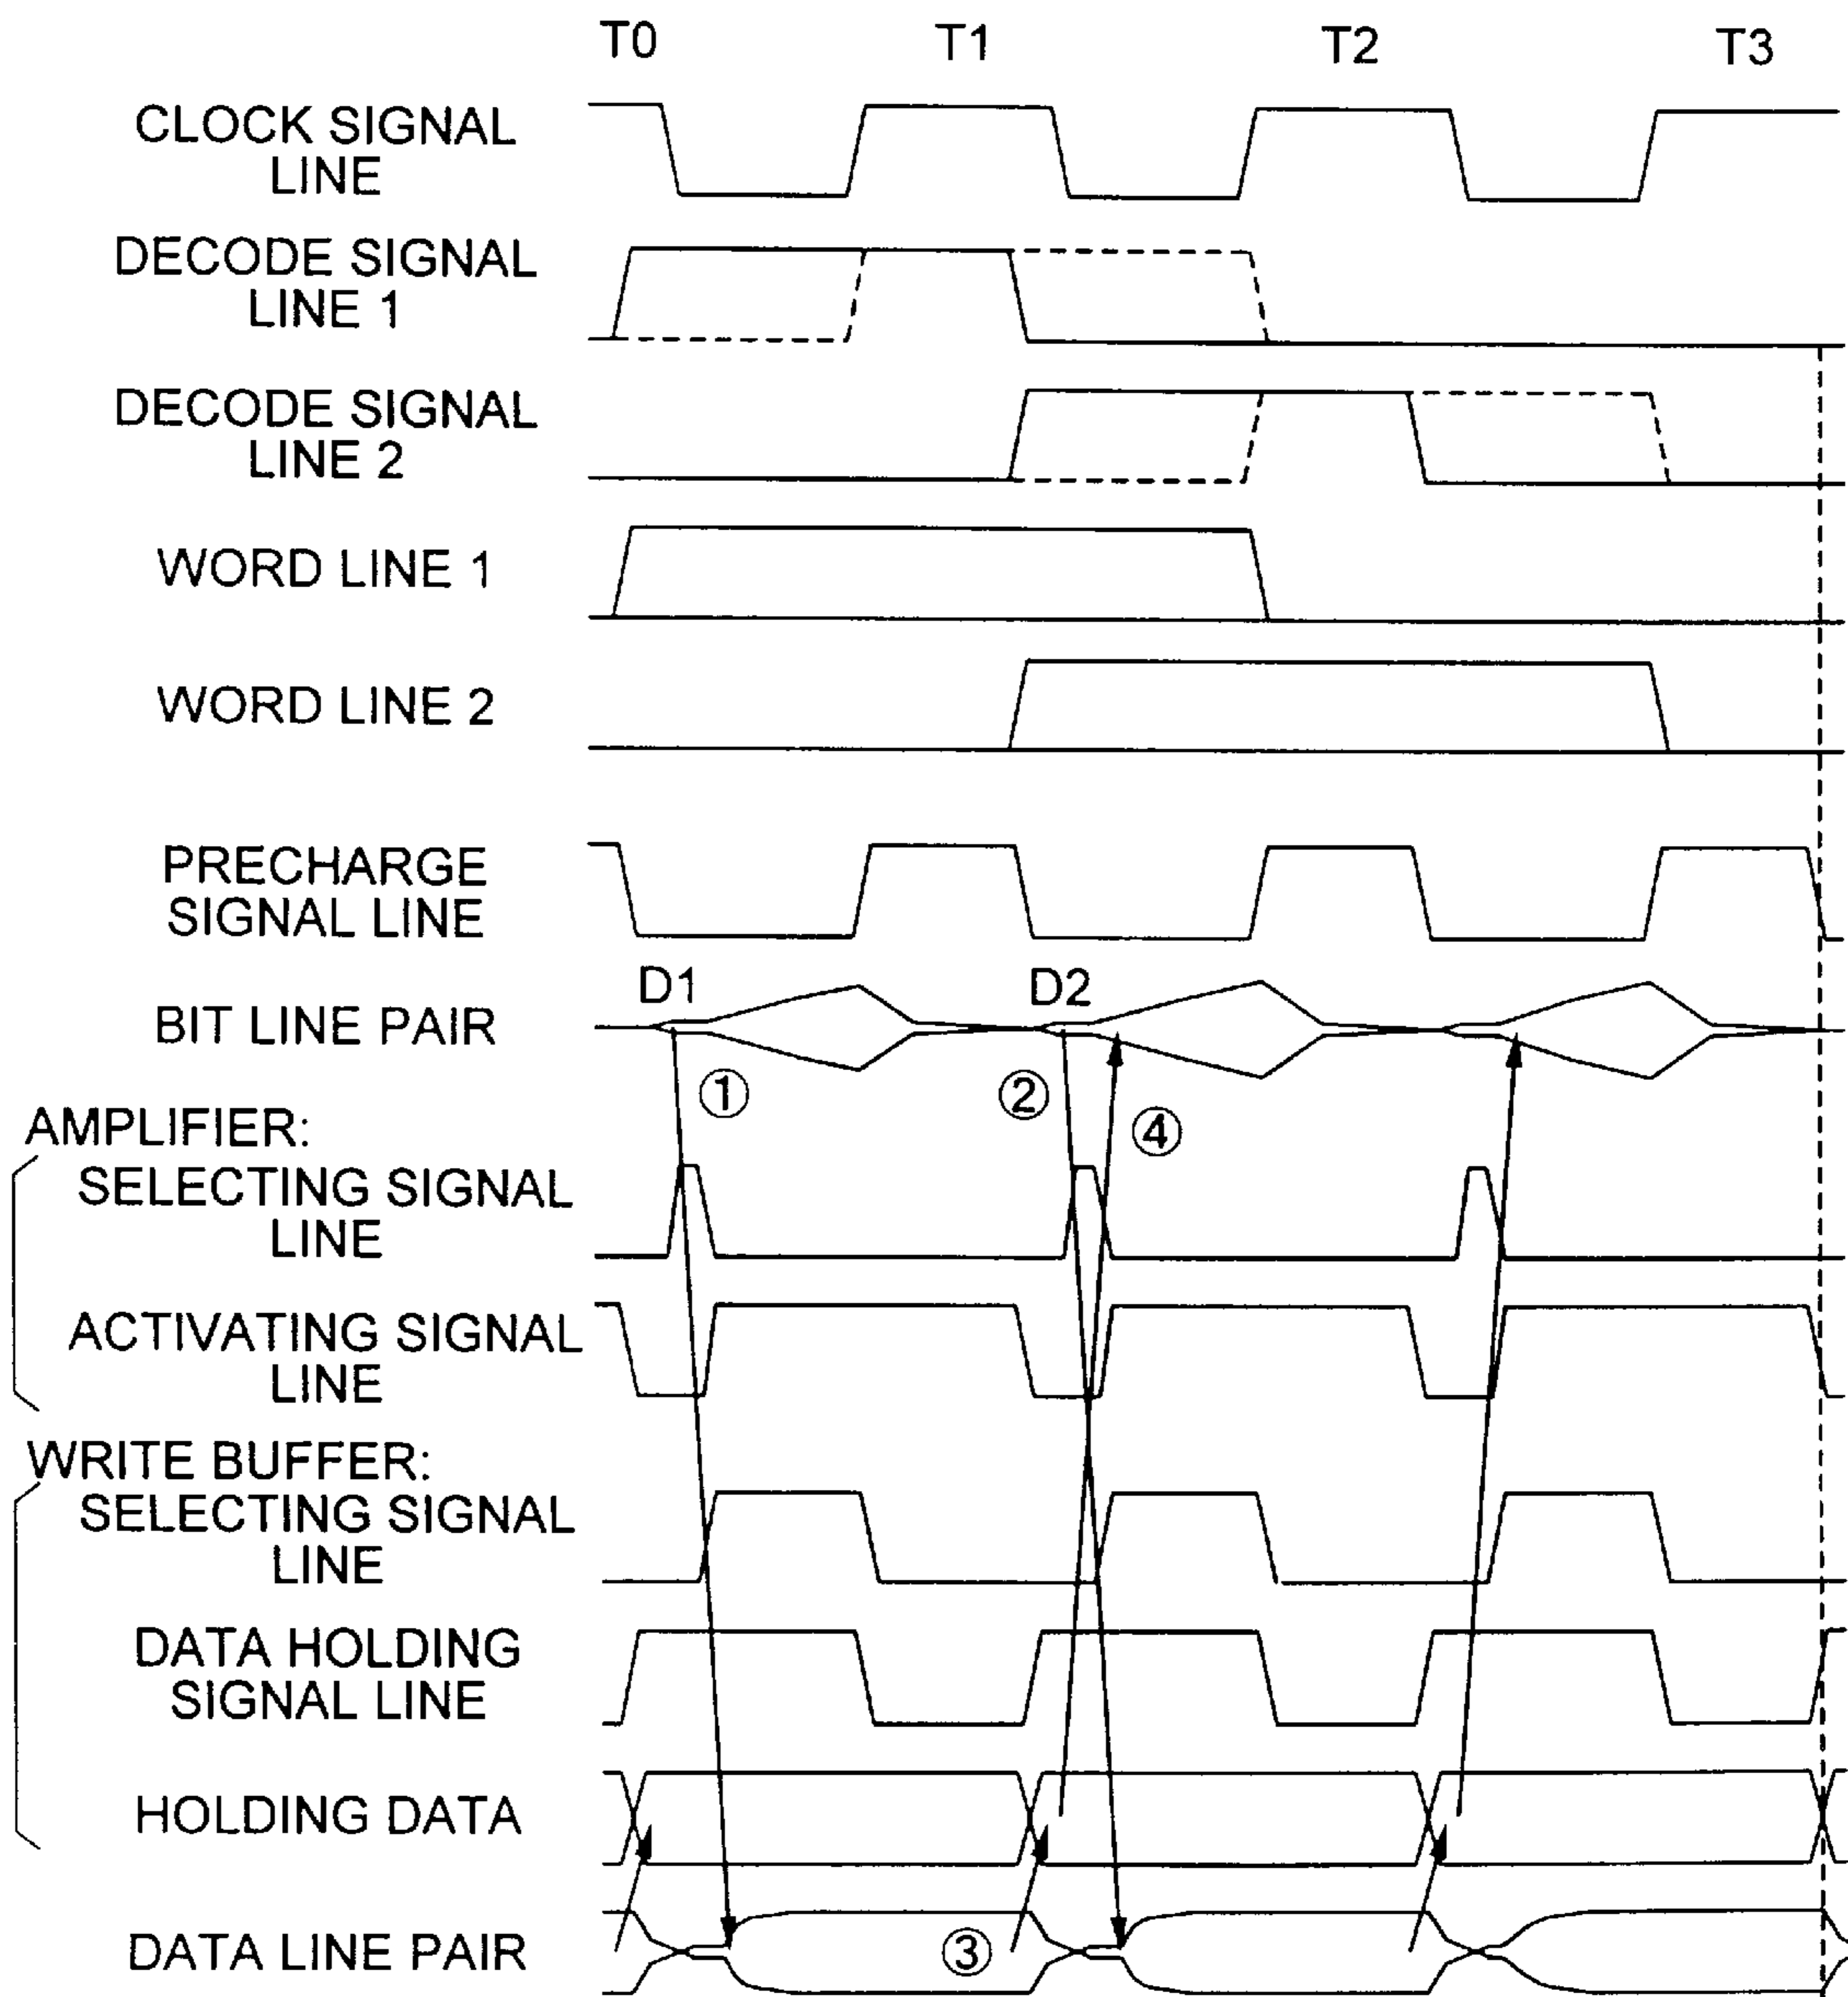 T0 T1 T2 T3
CLOCK SIGNAL
LINE
DECODE SIGNAL
LINE 1
DECODE SIGNAL
LINE 2
WORD LINE 1
WORD LINE 2
PRECHARGE
SIGNAL LINE
D1 D2
BIT LINE PAIR
① ②
④
AMPLIFIER:
SELECTING SIGNAL
LINE
ACTIVATING SIGNAL
LINE
WRITE BUFFER:
SELECTING SIGNAL
LINE
DATA HOLDING
SIGNAL LINE
HOLDING DATA
DATA LINE PAIR
③